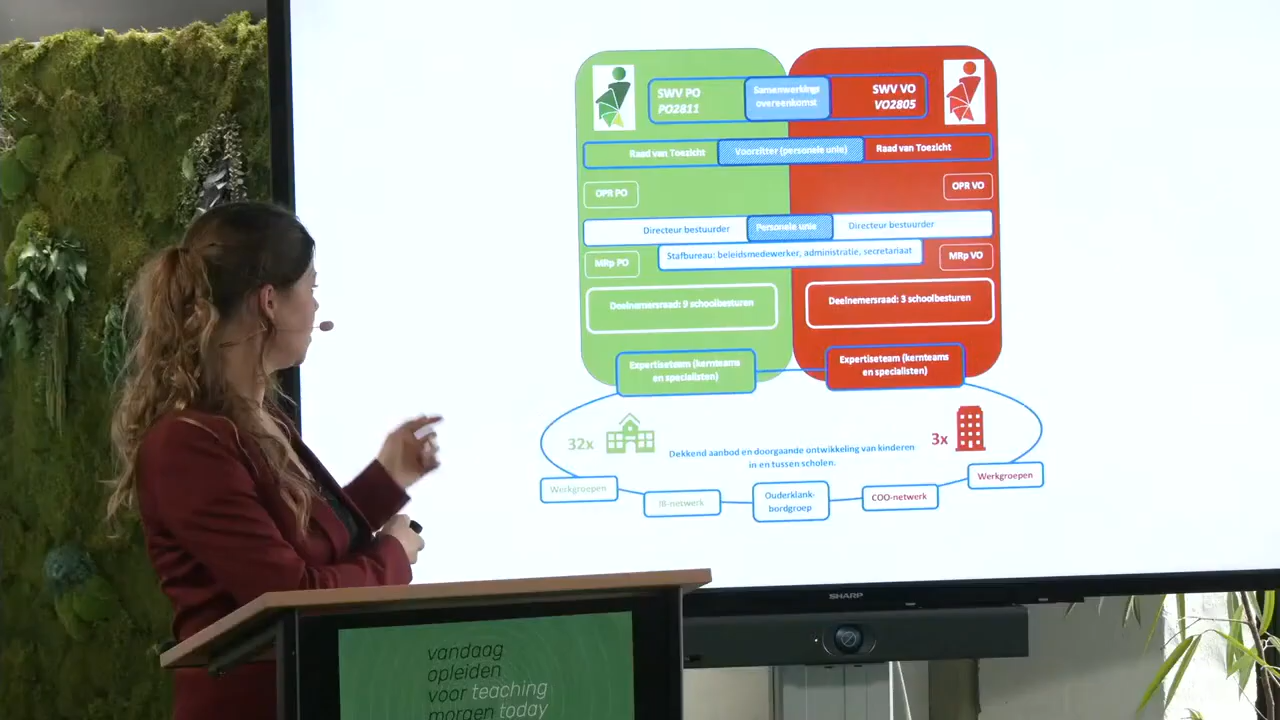 SWV PO
PO2811
Samenwerkings
overeenkomst
SWV VO
VO2805
Raad van Toezicht
Voorzitter (personele unie)
Raad van Toezicht
OPR PO
OPR VO
Directeur bestuurder
Personele unie
Directeur bestuurder
MRp PO
Stafbureau: beleidsmedewerker, administratie, secretariaat
MRp VO
Deelnemersraad: 9 schoolbesturen
Deelnemersraad: 3 schoolbesturen
Expertiseteam (kernteams
en specialisten)
Expertiseteam (kernteams
en specialisten)
32x
3x
Dekkend aanbod en doorgaande ontwikkeling van kinderen
in en tussen scholen.
Werkgroepen
IB-netwerk
Ouderklank-
bordgroep
COO-netwerk
Werkgroepen
SHARP
vandaag
opleiden
voor teaching
morgen today